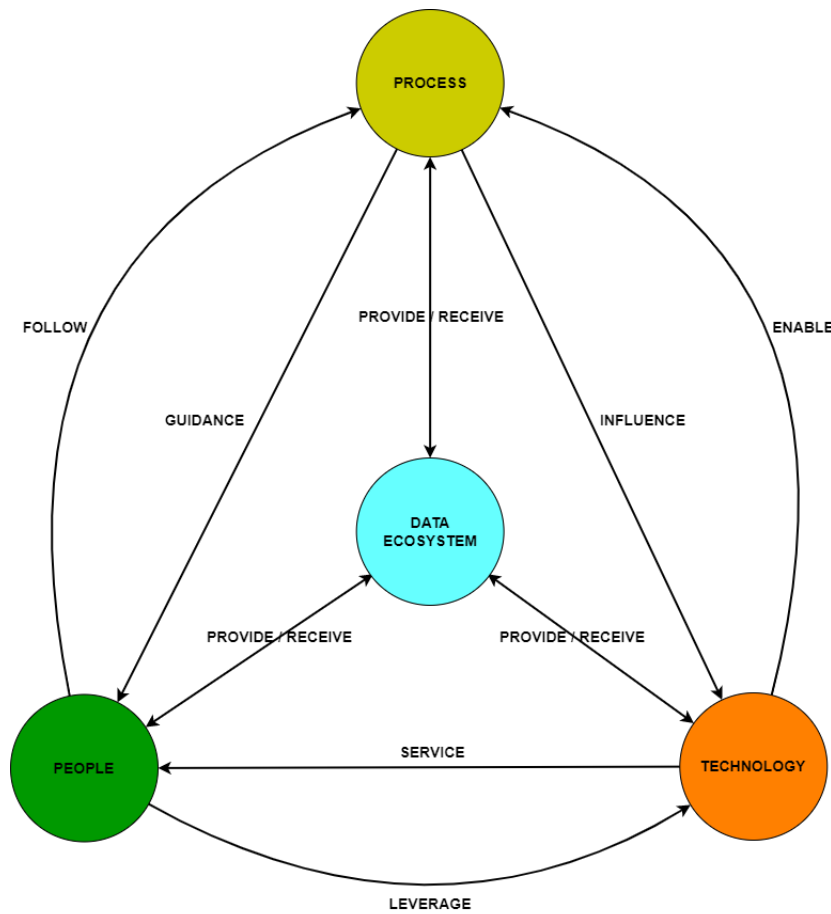 PROCESS
PROVIDE / RECEIVE
FOLLOW
ENABLE
GUIDANCE
INFLUENCE
DATA
ECOSYSTEM
PROVIDE / RECEIVE
PROVIDE / RECEIVE
SERVICE
PEOPLE
TECHNOLOGY
LEVERAGE